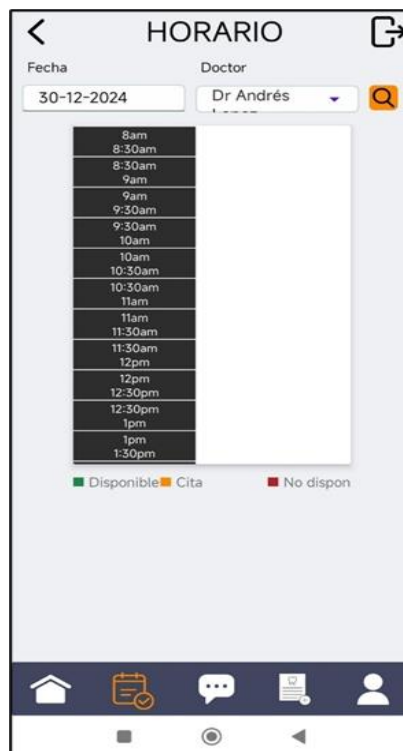 HORARIO
Fecha
Doctor
30-12-2024
Dr Andrés
8am
8:30am
8:30am
9am
9am
9:30am
9:30am
10am
10am
10:30am
10:30am
11am
11am
11:30am
11:30am
12pm
12pm
12:30pm
12:30pm
1pm
1pm
1:30pm
Disponible
Cita
No dispon